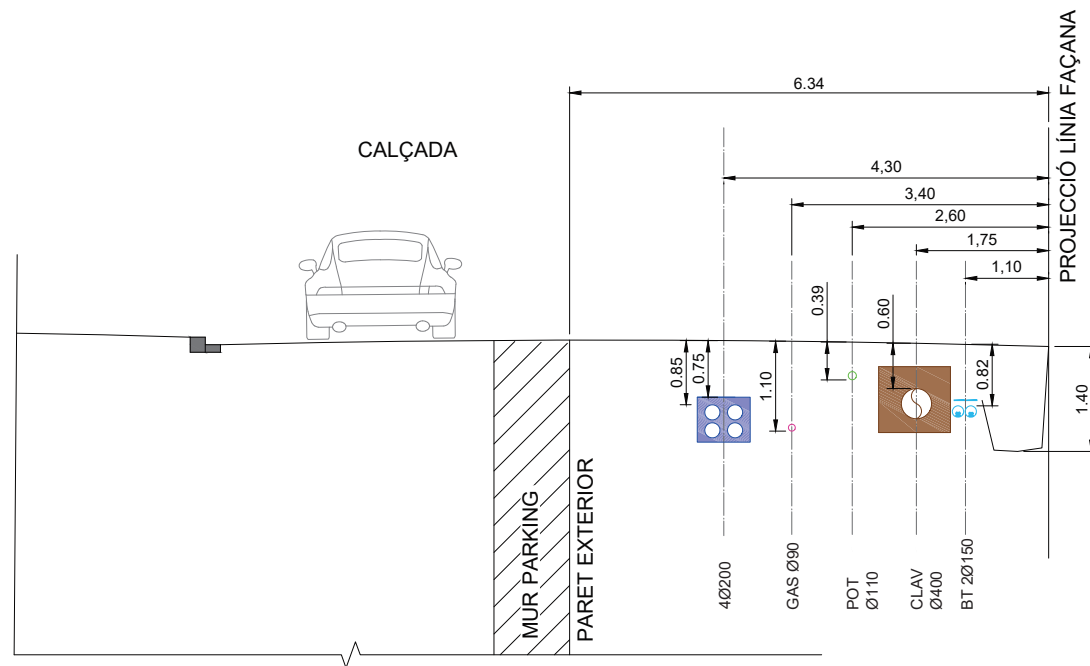 6.34
PROJECCIÓ LÍNIA FAÇANA
CALÇADA
4,30
3,40
2,60
1,75
1,10
0.39
0.60
0.85
0.75
1.10
0.82
1.40
MUR PARKING
PARET EXTERIOR
4Ø200
GAS Ø90
POT
Ø110
CLAV
Ø400
BT 2Ø150